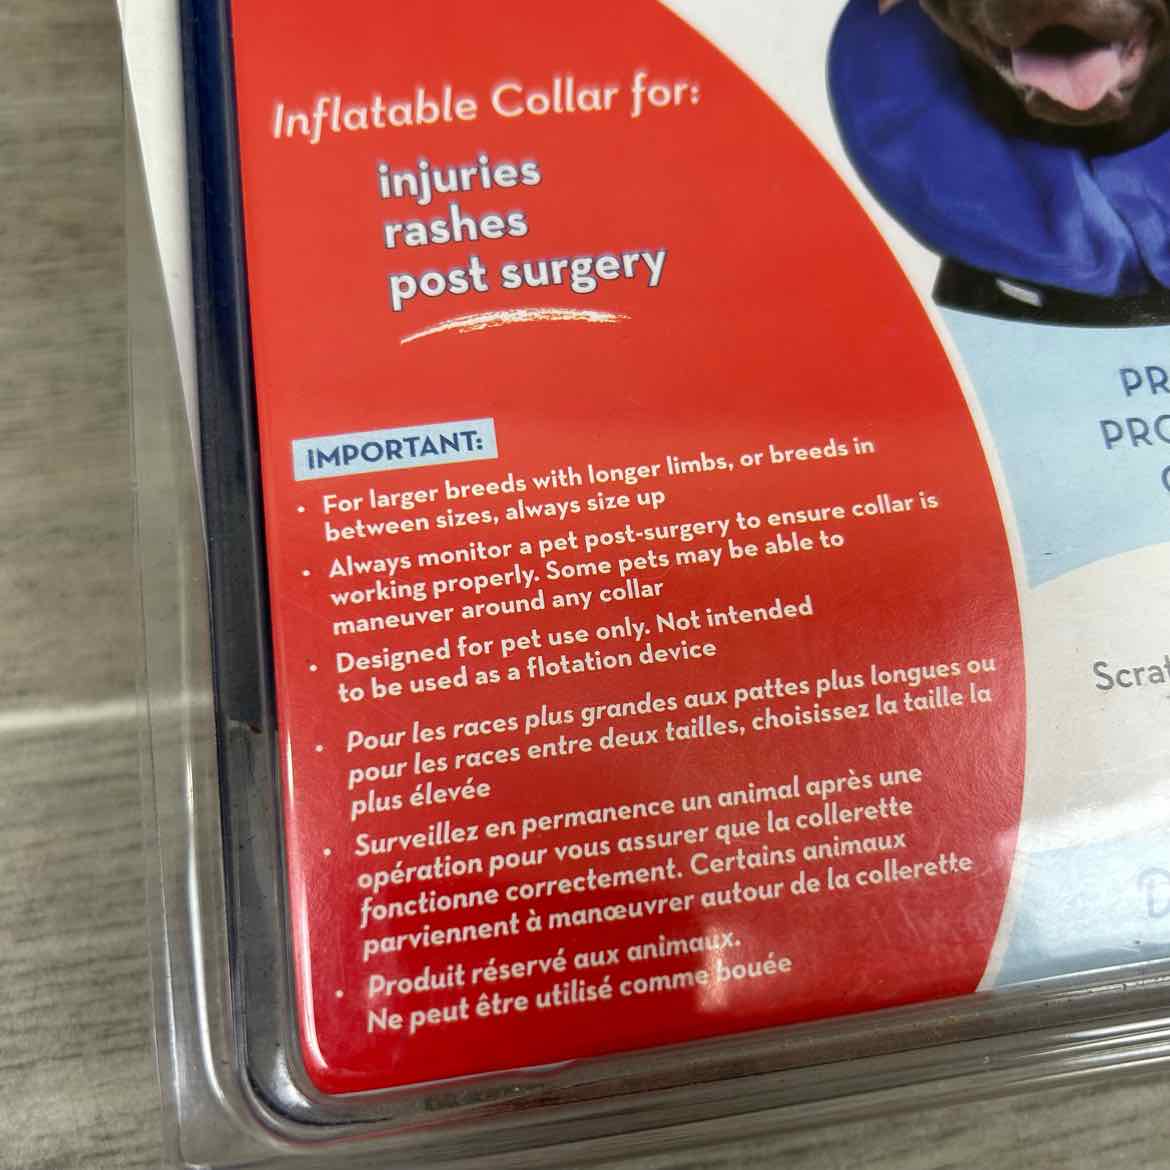 Inflatable Collar for:
injuries
rashes
post surgery
IMPORTANT:
• For larger breeds with longer limbs, or breeds in
between sizes, always size up
• Always monitor a pet post-surgery to ensure collar is
working properly. Some pets may be able to
maneuver around any collar
• Designed for pet use only. Not intended
to be used as a flotation device
• Pour les races plus grandes aux pattes plus longues ou
pour les races entre deux tailles, choisissez la taille la
plus élevée
• Surveillez en permanence un animal après une
opération pour vous assurer que la collerette
fonctionne correctement. Certains animaux
parviennent à manœuvrer autour de la collerette
• Produit réservé aux animaux.
Ne peut être utilisé comme bouée